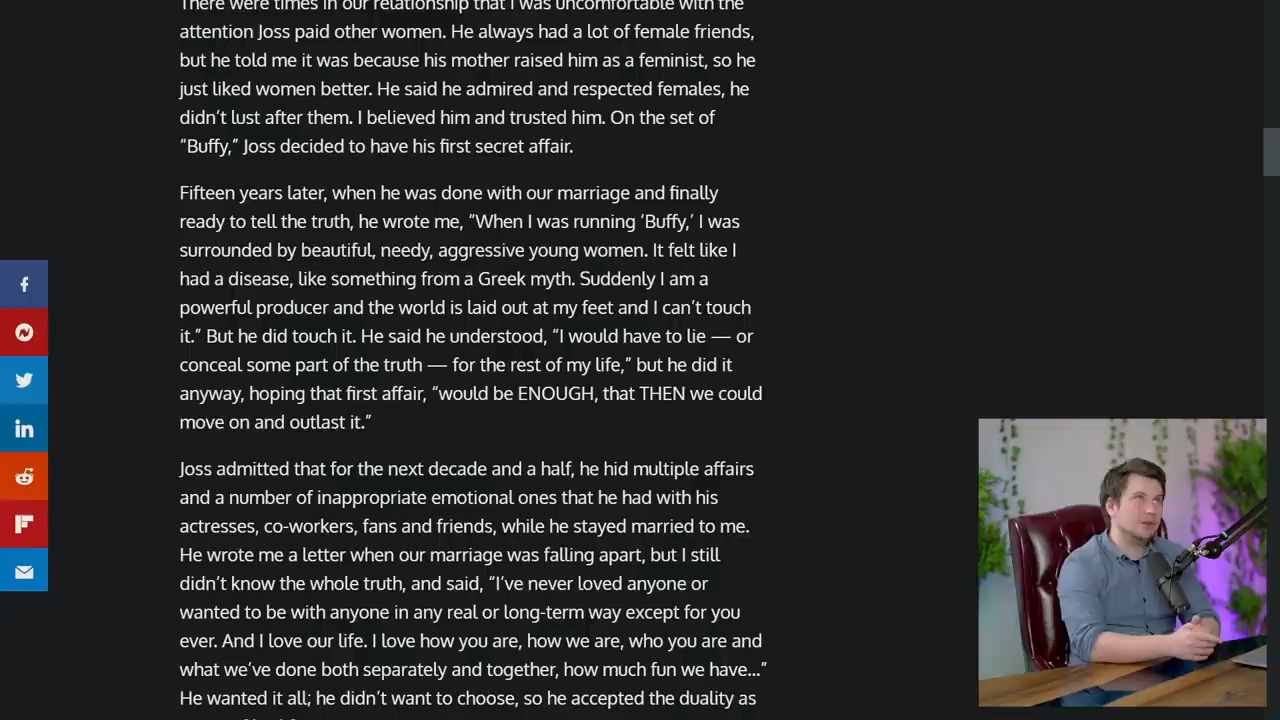 There were times in our relationship that I was uncomfortable with the
attention Joss paid other women. He always had a lot of female friends,
but he told me it was because his mother raised him as a feminist, so he
just liked women better. He said he admired and respected females, he
didn’t lust after them. I believed him and trusted him. On the set of
“Buffy,” Joss decided to have his first secret affair.
Fifteen years later, when he was done with our marriage and finally
ready to tell the truth, he wrote me, “When I was running ‘Buffy,’ I was
surrounded by beautiful, needy, aggressive young women. It felt like I
had a disease, like something from a Greek myth. Suddenly I am a
powerful producer and the world is laid out at my feet and I can’t touch
it.” But he did touch it. He said he understood, “I would have to lie — or
conceal some part of the truth — for the rest of my life,” but he did it
anyway, hoping that first affair, “would be ENOUGH, that THEN we could
move on and outlast it.”
Joss admitted that for the next decade and a half, he hid multiple affairs
and a number of inappropriate emotional ones that he had with his
actresses, co-workers, fans and friends, while he stayed married to me.
He wrote me a letter when our marriage was falling apart, but I still
didn’t know the whole truth, and said, “I’ve never loved anyone or
wanted to be with anyone in any real or long-term way except for you
ever. And I love our life. I love how you are, how we are, who you are and
what we’ve done both separately and together, how much fun we have…”
He wanted it all; he didn’t want to choose, so he accepted the duality as